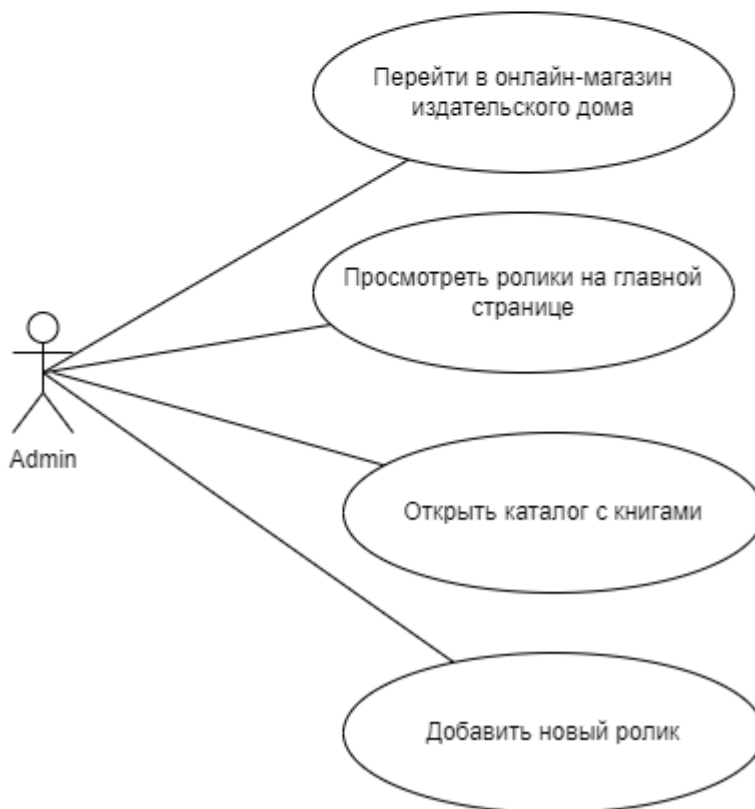 Перейти в онлайн-магазин
издательского дома
Просмотреть ролики на главной
странице
Admin
Открыть каталог с книгами
Добавить новый ролик